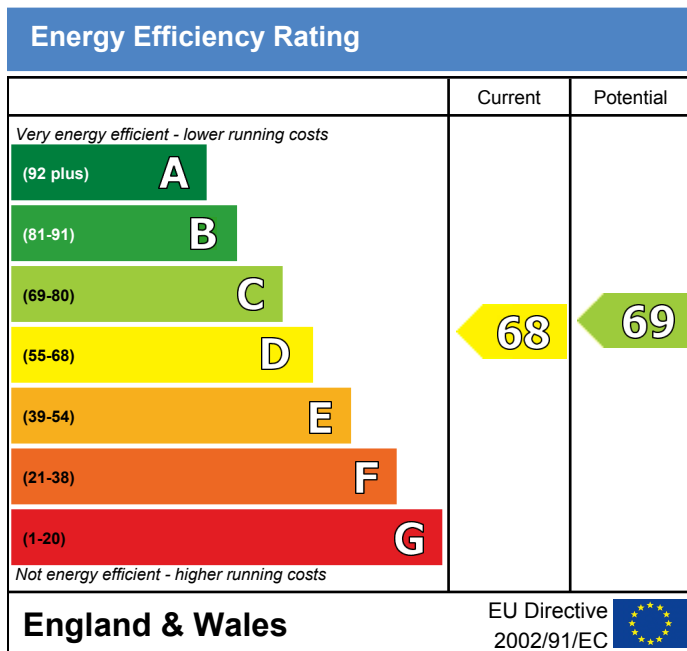 Energy Efficiency Rating
Current Potential
Very energy efficient - lower running costs
(92 plus) A
(81-91) B
(69-80) C
(55-68) D
68 69
(39-54) E
(21-38) F
(1-20) G
Not energy efficient - higher running costs
England & Wales
EU Directive
2002/91/EC